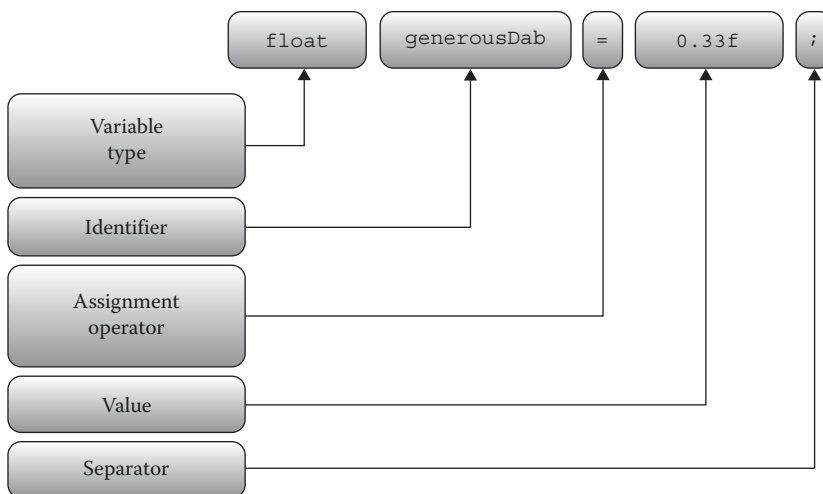 float generousDab = 0.33f ;
Variable
type
Identifier
Assignment
operator
Value
Separator